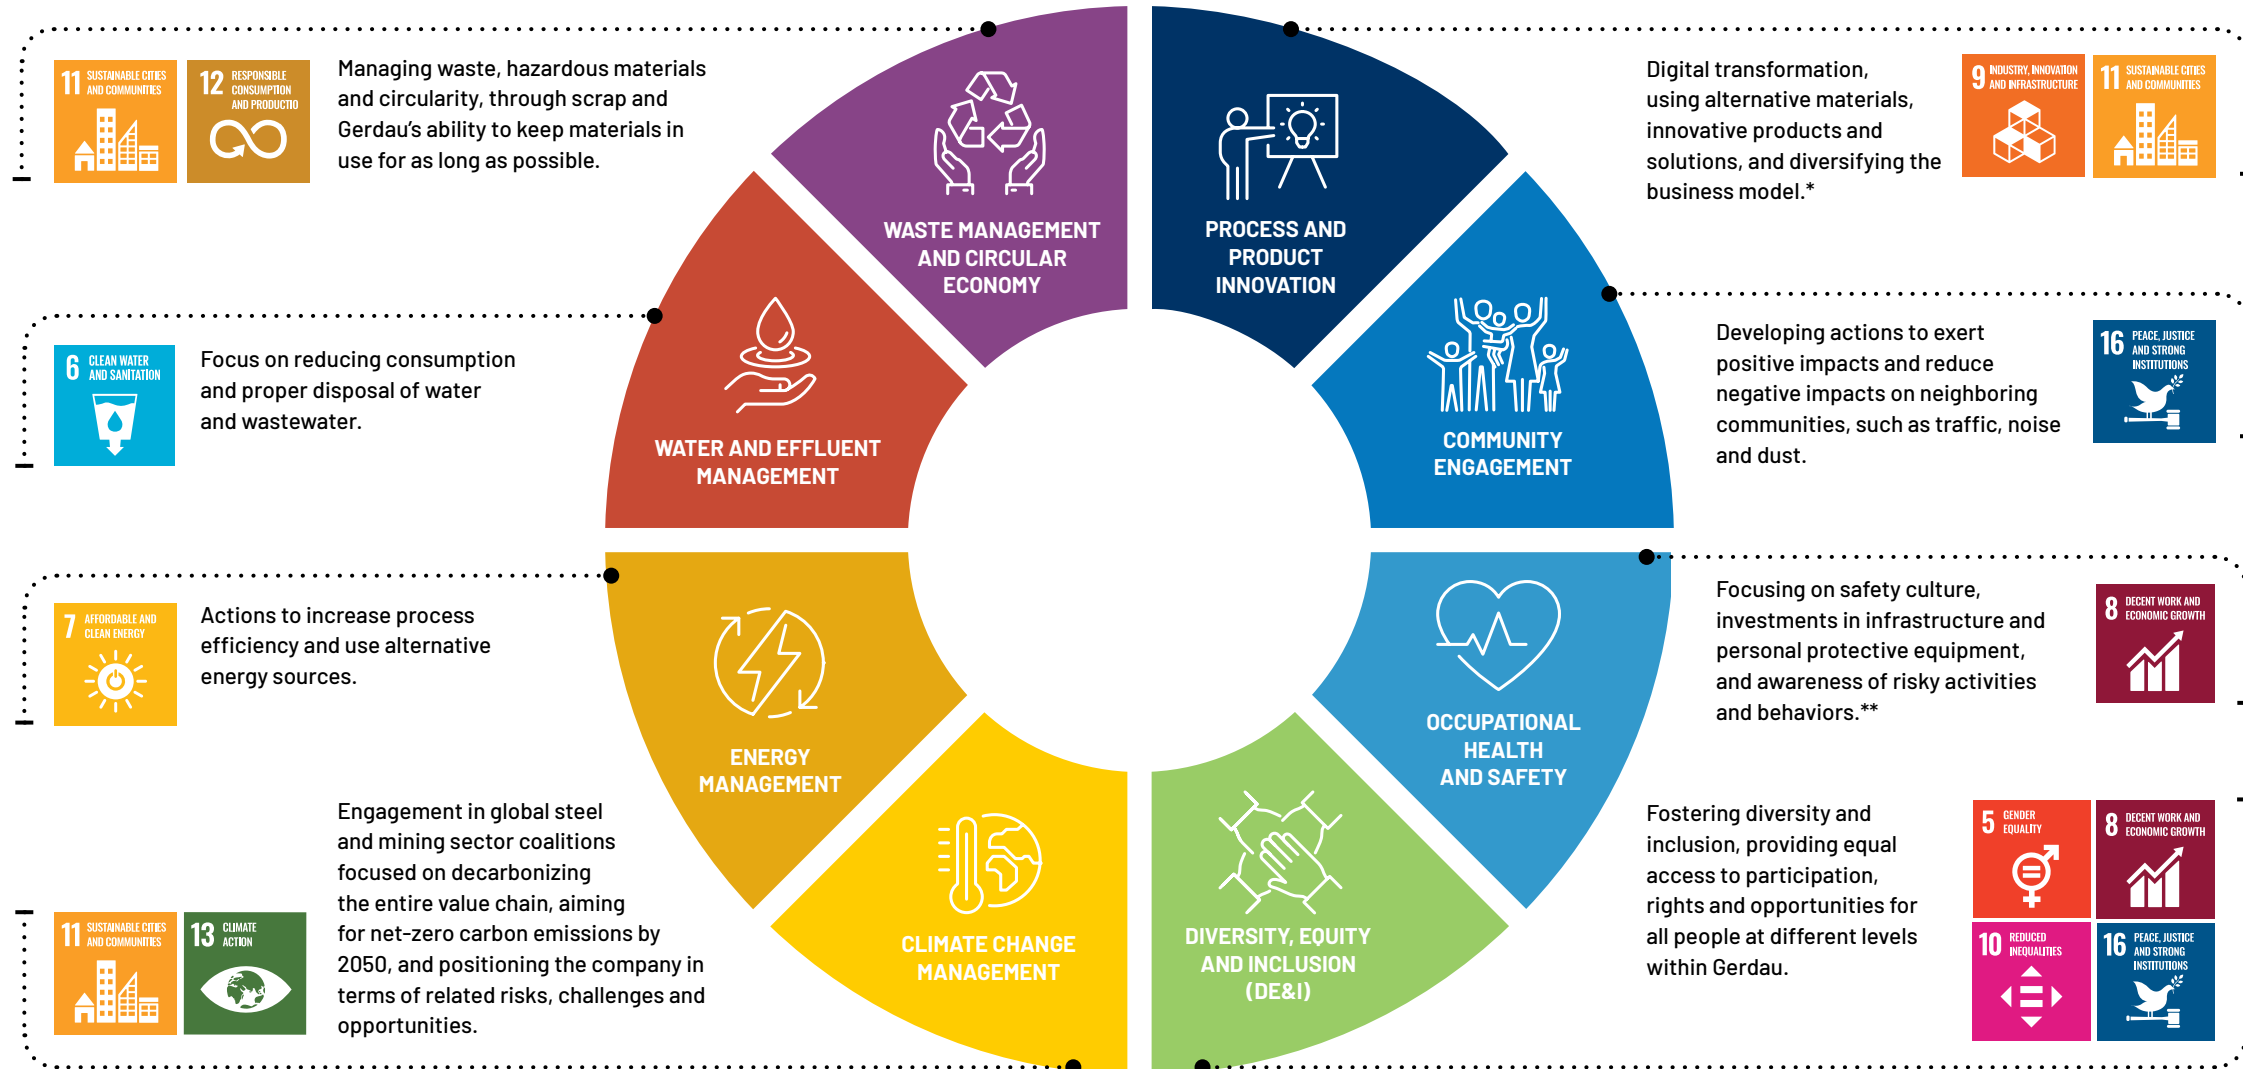 11 SUSTAINABLE CITIES
AND COMMUNITIES
12 RESPONSIBLE
CONSUMPTION
AND PRODUCTIO
Managing waste, hazardous materials
and circularity, through scrap and
Gerdau's ability to keep materials in
use for as long as possible.
WASTE MANAGEMENT
AND CIRCULAR
ECONOMY
PROCESS AND
PRODUCT
INNOVATION
Digital transformation,
using alternative materials,
innovative products and
solutions, and diversifying the
business model.*
9 INDUSTRY, INNOVATION
AND INFRASTRUCTURE
11 SUSTAINABLE CITIES
AND COMMUNITIES
6 CLEAN WATER
AND SANITATION
Focus on reducing consumption
and proper disposal of water
and wastewater.
WATER AND EFFLUENT
MANAGEMENT
COMMUNITY
ENGAGEMENT
Developing actions to exert
positive impacts and reduce
negative impacts on neighboring
communities, such as traffic, noise
and dust.
16 PEACE, JUSTICE
AND STRONG
INSTITUTIONS
7 AFFORDABLE AND
CLEAN ENERGY
Actions to increase process
efficiency and use alternative
energy sources.
ENERGY
MANAGEMENT
OCCUPATIONAL
HEALTH
AND SAFETY
Focusing on safety culture,
investments in infrastructure and
personal protective equipment,
and awareness of risky activities
and behaviors.**
8 DECENT WORK AND
ECONOMIC GROWTH
11 SUSTAINABLE CITIES
AND COMMUNITIES
13 CLIMATE
ACTION
Engagement in global steel
and mining sector coalitions
focused on decarbonizing
the entire value chain, aiming
for net-zero carbon emissions by
2050, and positioning the company in
terms of related risks, challenges and
opportunities.
CLIMATE CHANGE
MANAGEMENT
DIVERSITY, EQUITY
AND INCLUSION
(DE&I)
Fostering diversity and
inclusion, providing equal
access to participation,
rights and opportunities for
all people at different levels
within Gerdau.
5 GENDER
EQUALITY
8 DECENT WORK AND
ECONOMIC GROWTH
10 REDUCED
INEQUALITIES
16 PEACE, JUSTICE
AND STRONG
INSTITUTIONS